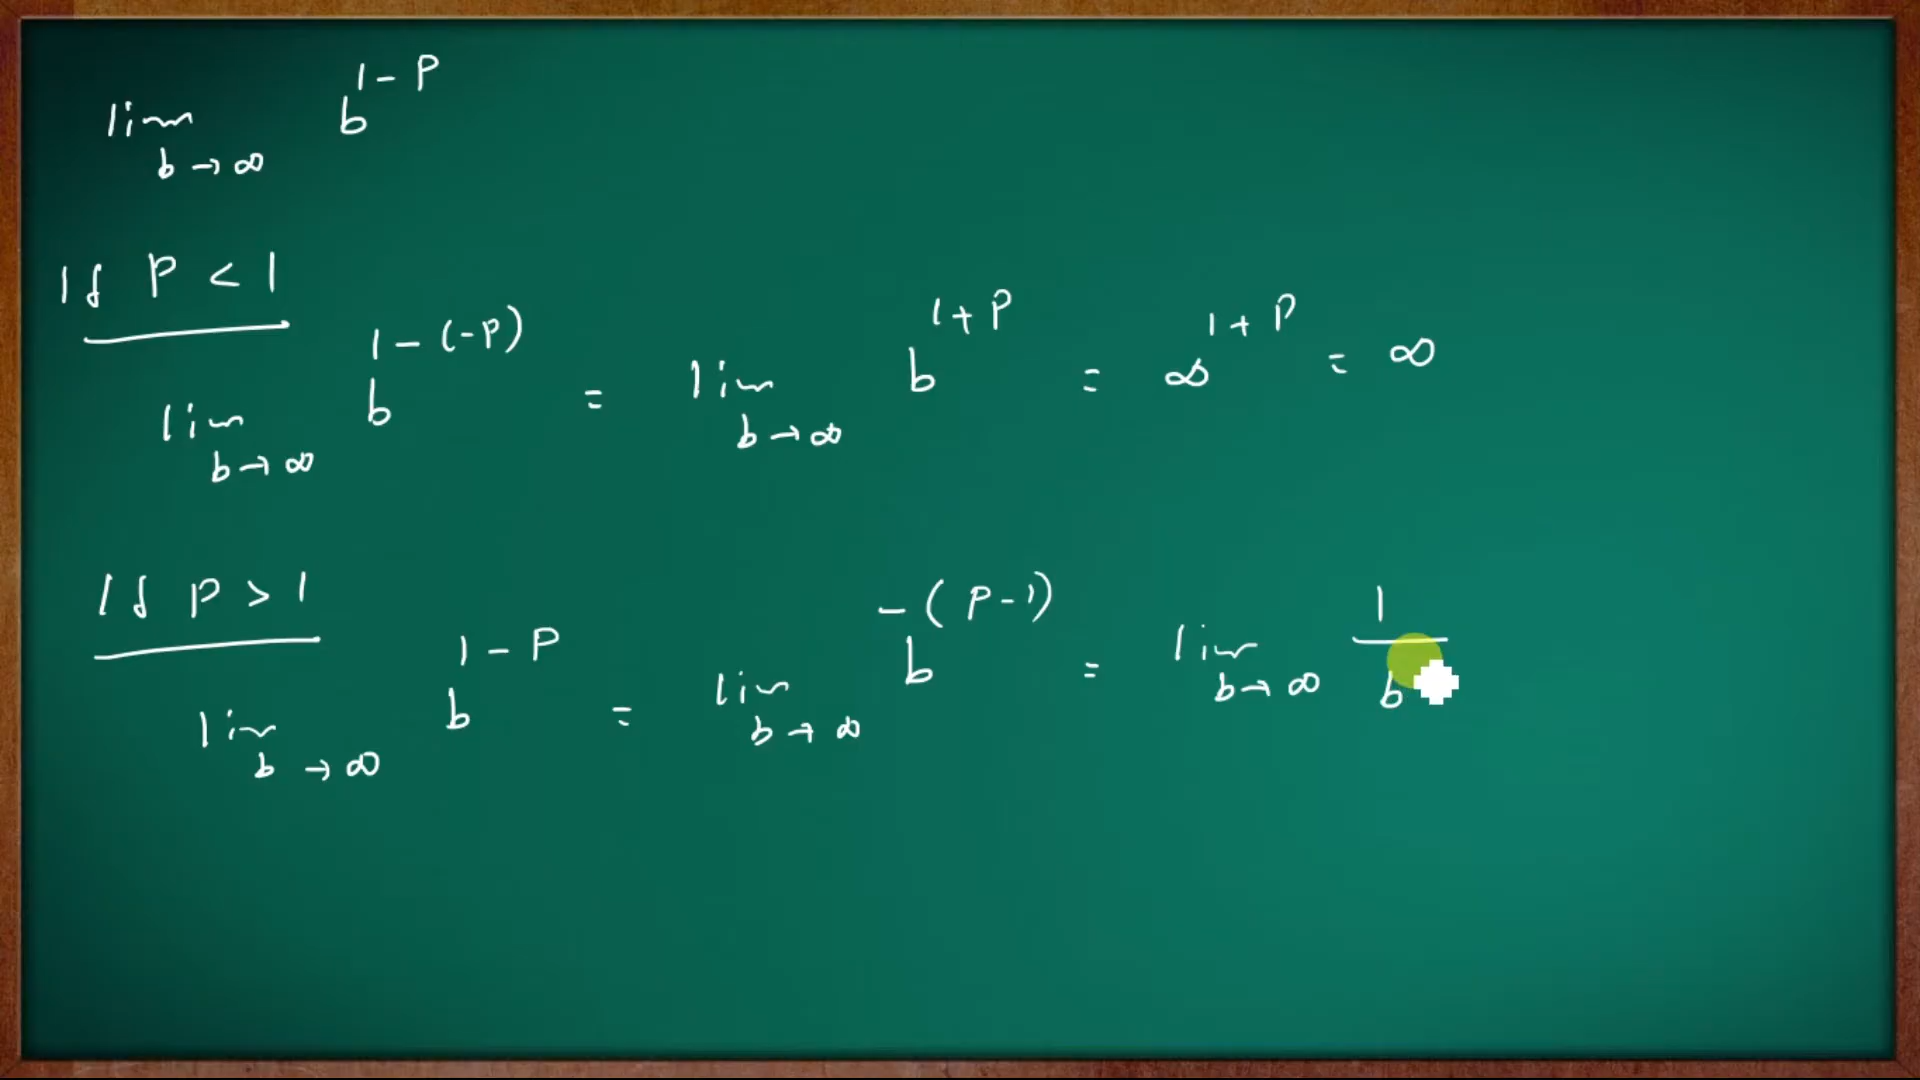 lim b→∞ b^(1-P)
If P < 1
lim b→∞ b^(1-(-P)) = lim b→∞ b^(1+P) = ∞^(1+P) = ∞
If P > 1
lim b→∞ b^(1-P) = lim b→∞ b^(-(P-1)) = lim b→∞ 1/b